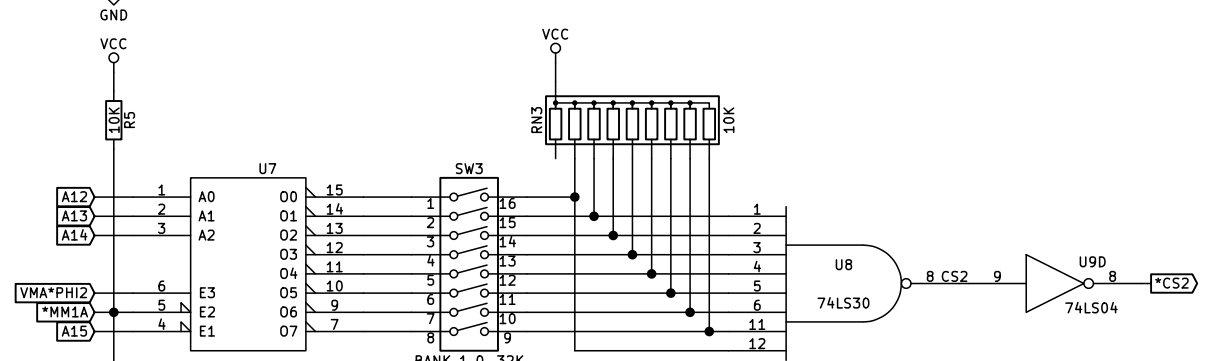 GND
VCC
VCC
10K
R5
RN3
10K
U7
SW3
A12 1 A0 O0 15 1 16
A13 2 A1 O1 14 2 15 1
A14 3 A2 O2 13 3 14 2
O3 12 4 13 3
O4 11 5 12 4
VMA*PHI2 6 E3 O5 10 6 11 5
*MM1A 5 E2 O6 9 7 10 6
A15 4 E1 O7 7 8 9 11
12
U8
74LS30
8 CS2 9
U9D
8
74LS04
*CS2
BANK 1 0-32K